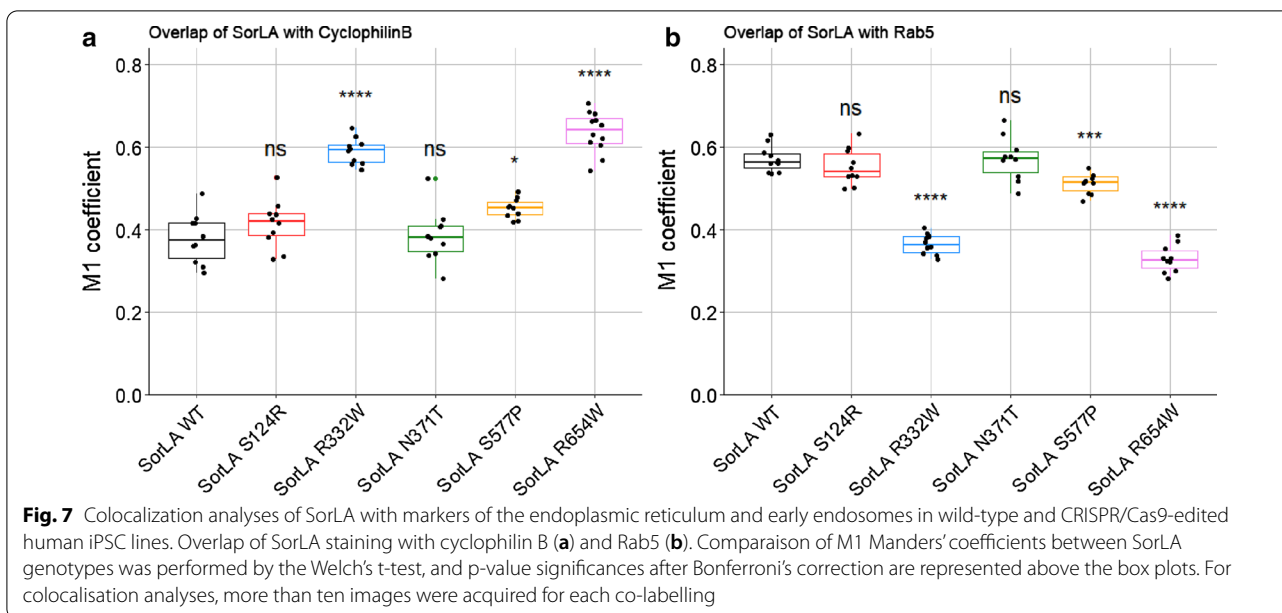 a
Overlap of SorLA with CyclophilinB
M1 coefficient
0.8
0.6
0.4
0.2
0.0
ns
****
ns
*
****
SorLA WT
SorLA S124R
SorLA R332W
SorLA N371T
SorLA S577P
SorLA R654W
b
Overlap of SorLA with Rab5
M1 coefficient
0.8
0.6
0.4
0.2
0.0
ns
****
ns
***
****
SorLA WT
SorLA S124R
SorLA R332W
SorLA N371T
SorLA S577P
SorLA R654W
Fig. 7 Colocalization analyses of SorLA with markers of the endoplasmic reticulum and early endosomes in wild-type and CRISPR/Cas9-edited
human iPSC lines. Overlap of SorLA staining with cyclophilin B (a) and Rab5 (b). Comparaison of M1 Manders' coefficients between SorLA
genotypes was performed by the Welch's t-test, and p-value significances after Bonferroni's correction are represented above the box plots. For
colocalisation analyses, more than ten images were acquired for each co-labelling